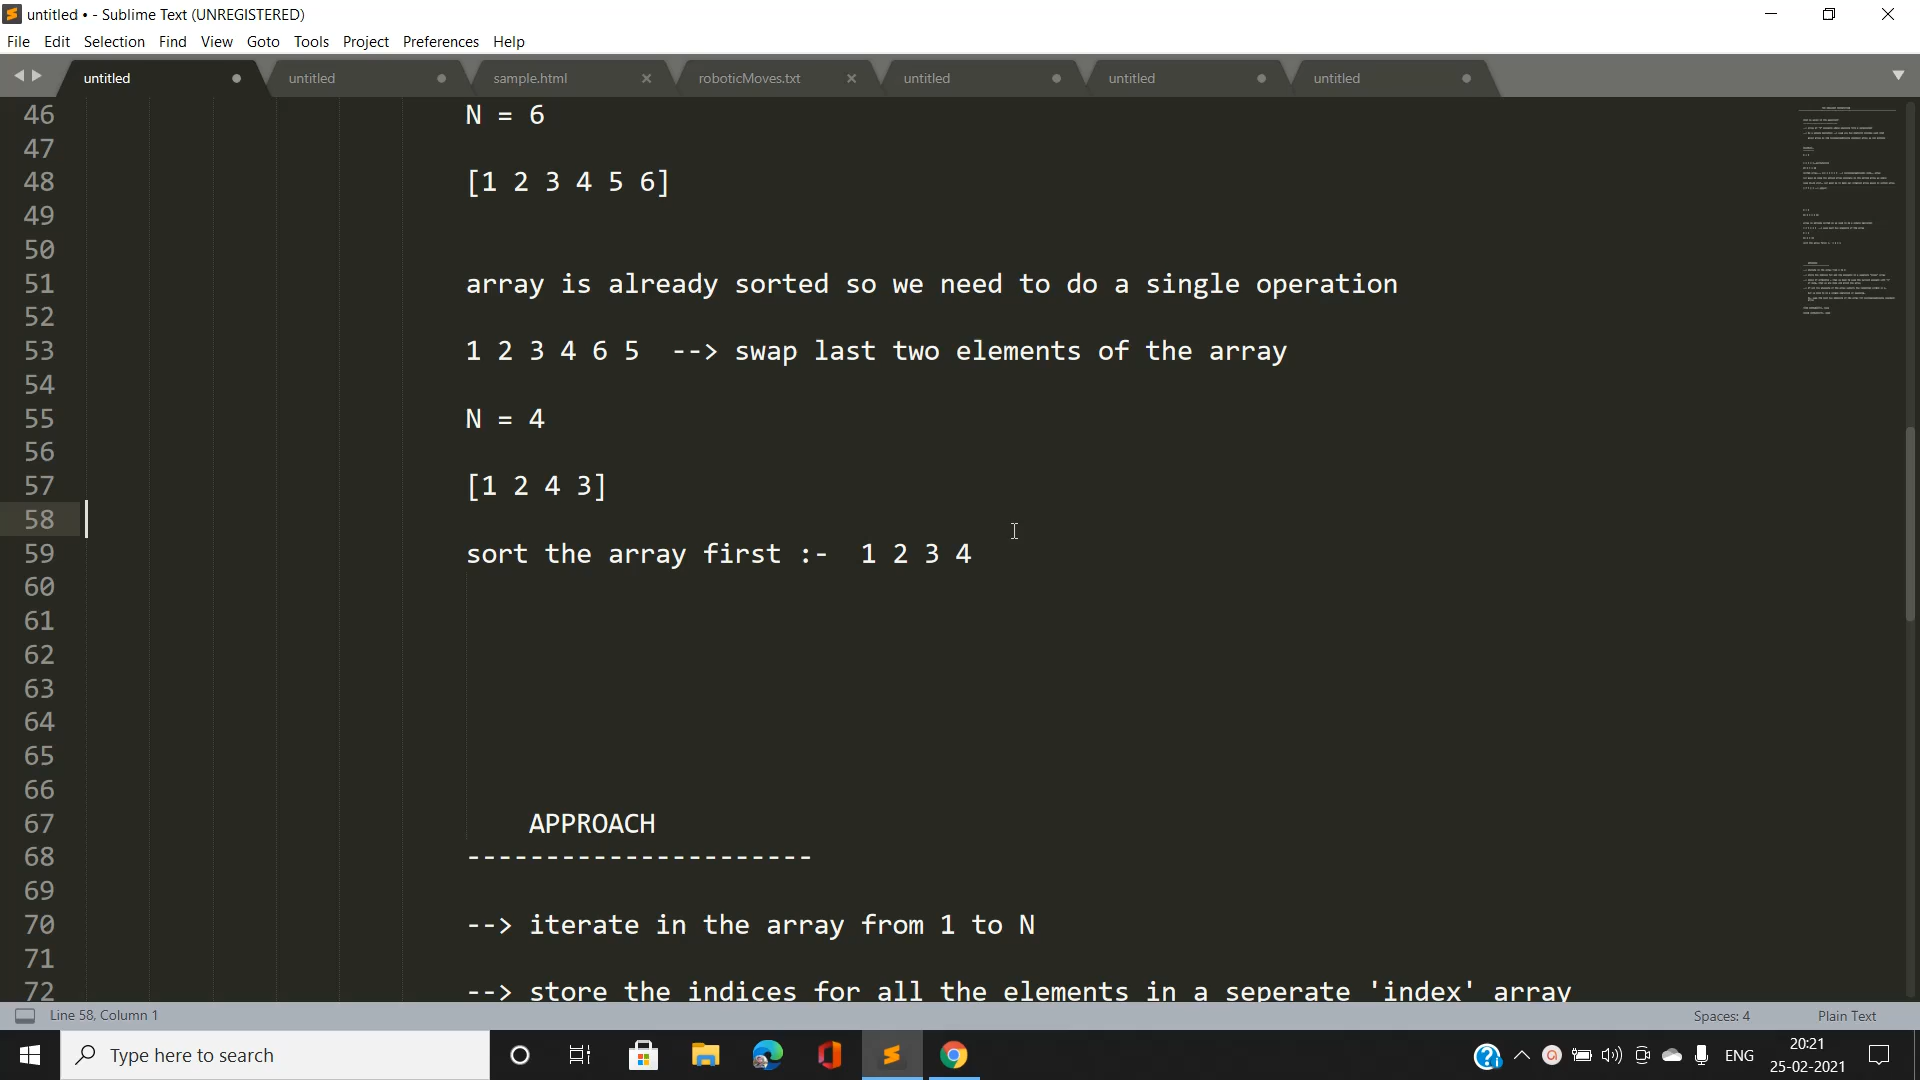 untitled • - Sublime Text (UNREGISTERED)
File Edit Selection Find View Goto Tools Project Preferences Help
untitled untitled sample.html roboticMoves.txt untitled untitled untitled
46 N = 6
47
48 [1 2 3 4 5 6]
49
50
51 array is already sorted so we need to do a single operation
52
53 1 2 3 4 6 5 --> swap last two elements of the array
54
55 N = 4
56
57 [1 2 4 3]
58
59 sort the array first :- 1 2 3 4
60
61
62
63
64
65
66
67 APPROACH
68 ----------------------
69
70 --> iterate in the array from 1 to N
71
72 --> store the indices for all the elements in a seperate 'index' array
Line 58, Column 1 Spaces: 4 Plain Text
Type here to search ENG 20:21
25-02-2021